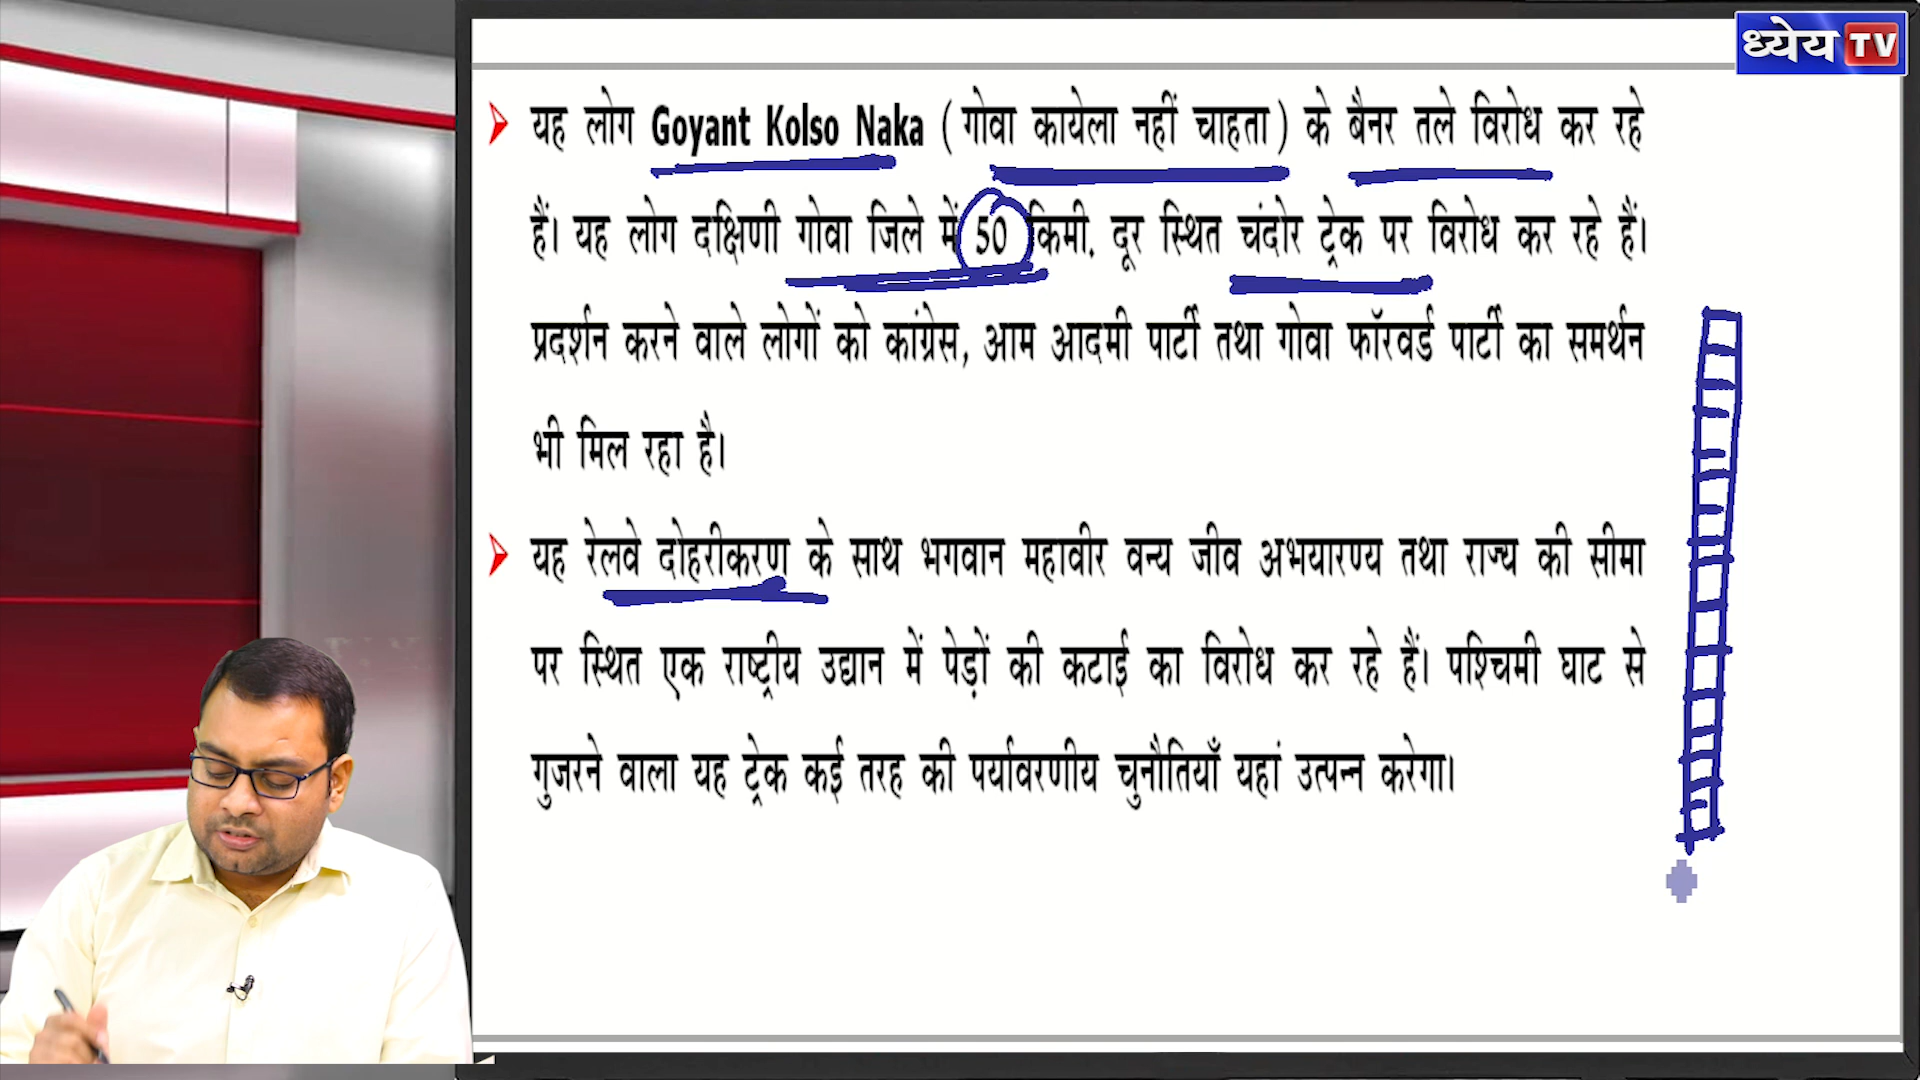 ध्येय TV
यह लोग Goyant Kolso Naka (गोवा कायेला नहीं चाहता) के बैनर तले विरोध कर रहे
हैं। यह लोग दक्षिणी गोवा जिले में 50 किमी. दूर स्थित चंदोर ट्रेक पर विरोध कर रहे हैं।
प्रदर्शन करने वाले लोगों को कांग्रेस, आम आदमी पार्टी तथा गोवा फॉरवर्ड पार्टी का समर्थन
भी मिल रहा है।
यह रेलवे दोहरीकरण के साथ भगवान महावीर वन्य जीव अभयारण्य तथा राज्य की सीमा
पर स्थित एक राष्ट्रीय उद्यान में पेड़ों की कटाई का विरोध कर रहे हैं। पश्चिमी घाट से
गुजरने वाला यह ट्रेक कई तरह की पर्यावरणीय चुनौतियाँ यहां उत्पन्न करेगा।